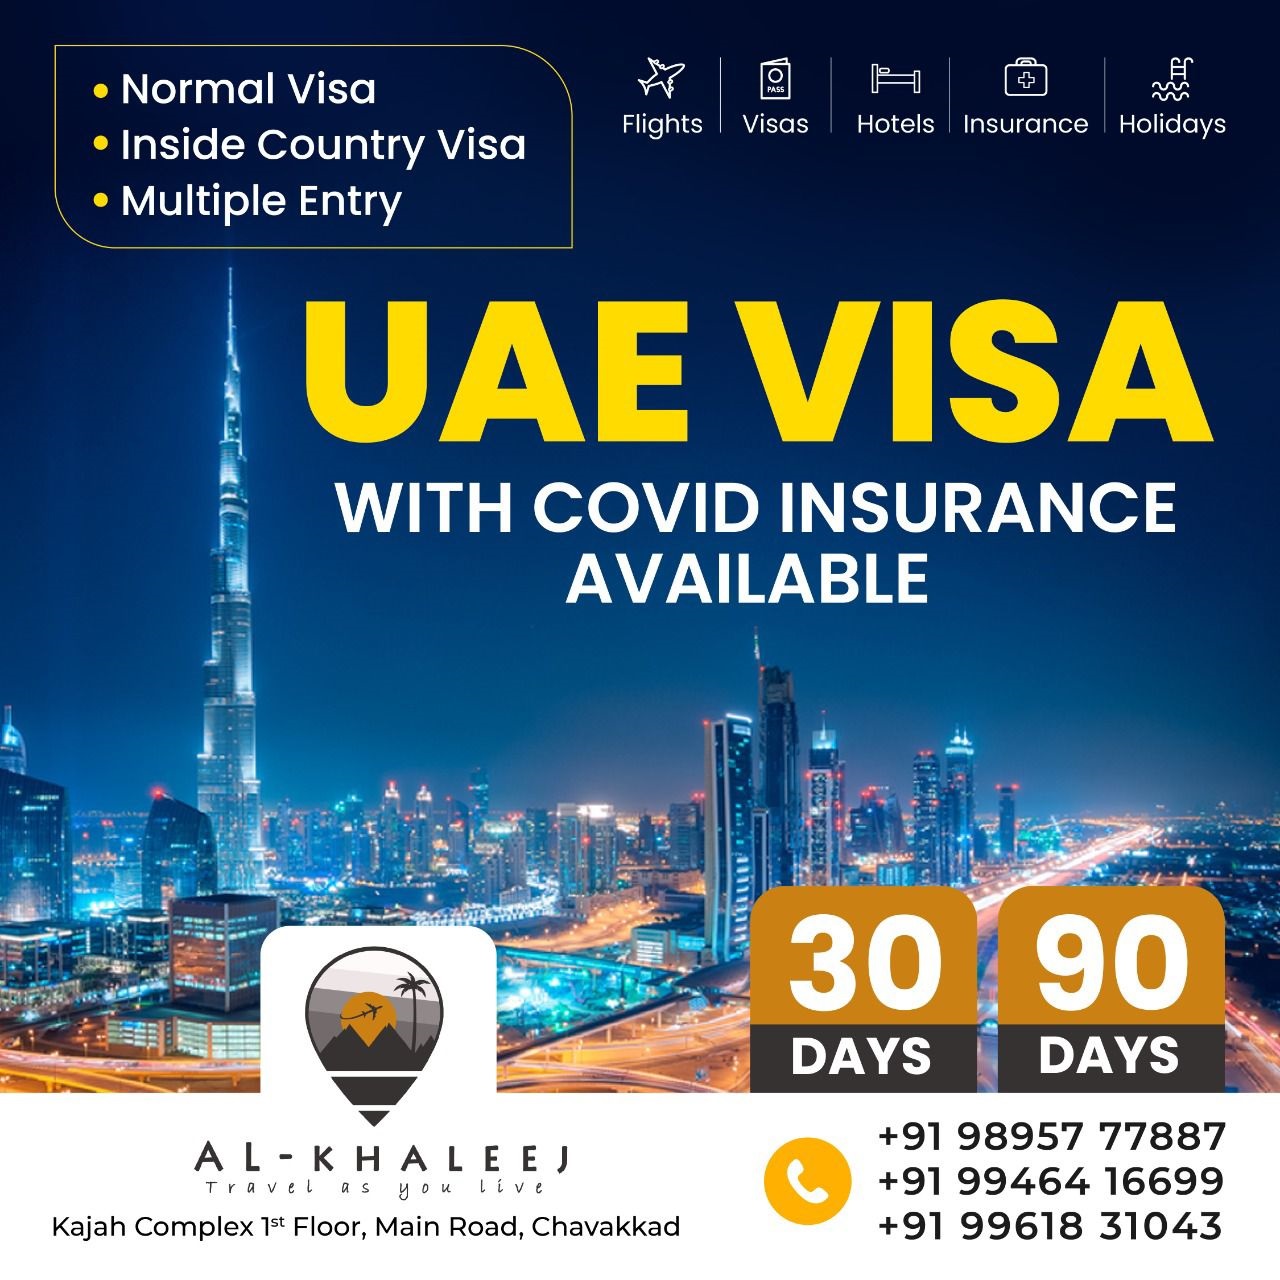 • Normal Visa
• Inside Country Visa
• Multiple Entry
Flights
PASS
Visas
Hotels
Insurance
Holidays
UAE VISA
WITH COVID INSURANCE
AVAILABLE
30
DAYS
90
DAYS
AL-KHALEEJ
Travel as you live
Kajah Complex 1st Floor, Main Road, Chavakkad
+91 98957 77887
+91 99464 16699
+91 99618 31043